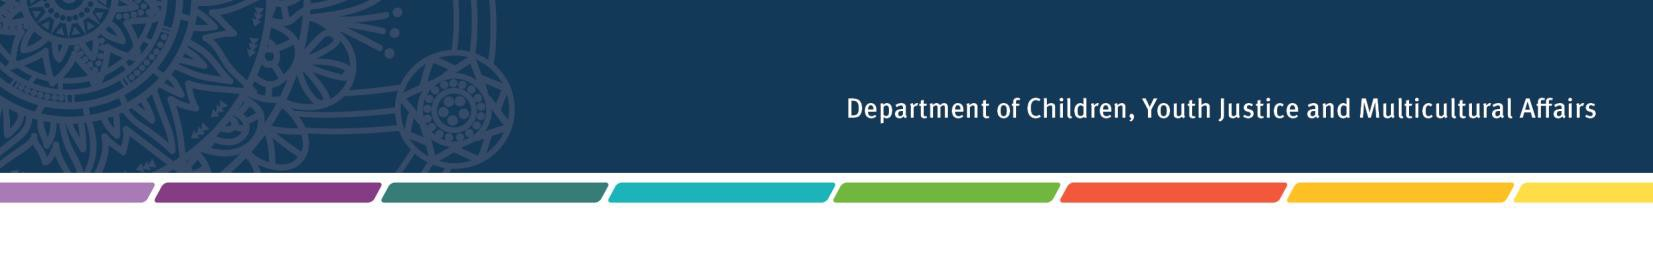 Department of Children, Youth Justice and Multicultural Affairs